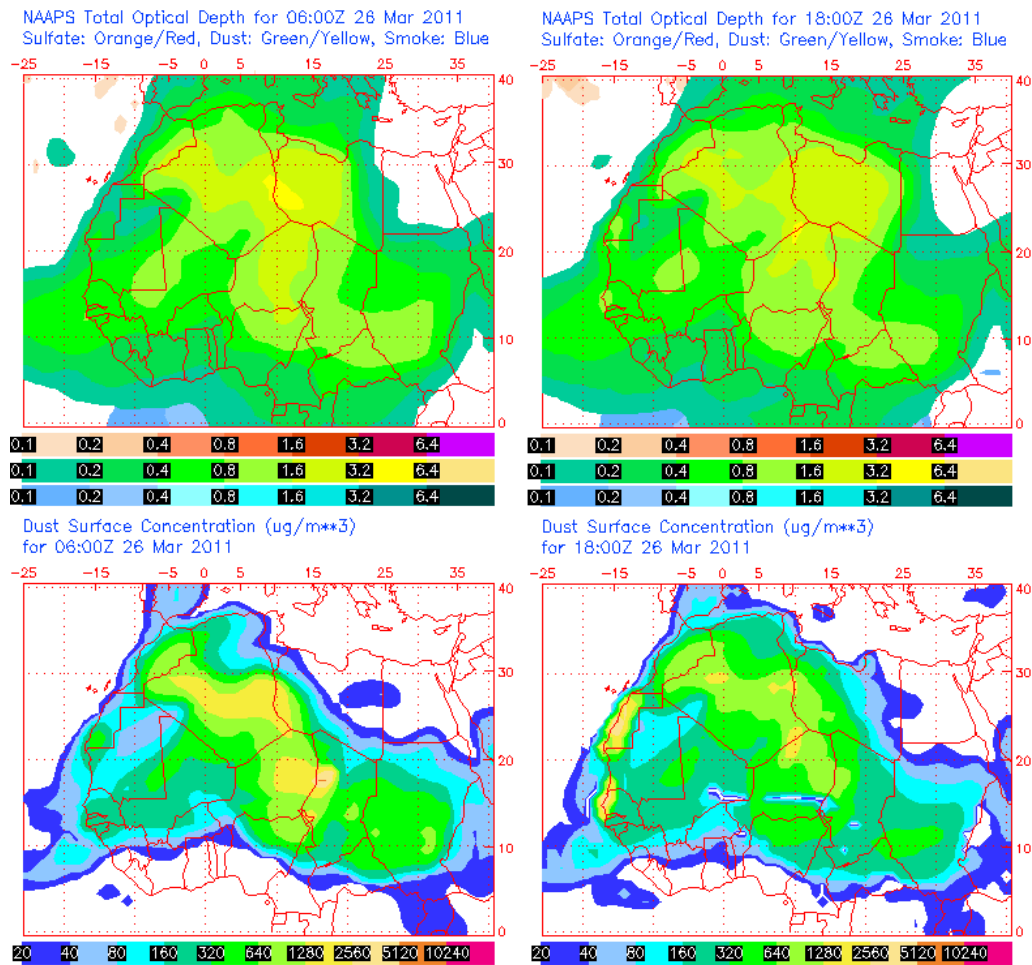 NAAPS Total Optical Depth for 06:00Z 26 Mar 2011
Sulfate: Orange/Red, Dust: Green/Yellow, Smoke: Blue
-25 -15 -5 0 5 15 25 35
40
30
20
10
0
0.1 0.2 0.4 0.8 1.6 3.2 6.4
0.1 0.2 0.4 0.8 1.6 3.2 6.4
0.1 0.2 0.4 0.8 1.6 3.2 6.4
NAAPS Total Optical Depth for 18:00Z 26 Mar 2011
Sulfate: Orange/Red, Dust: Green/Yellow, Smoke: Blue
-25 -15 -5 0 5 15 25 35
40
30
20
10
0
0.1 0.2 0.4 0.8 1.6 3.2 6.4
0.1 0.2 0.4 0.8 1.6 3.2 6.4
0.1 0.2 0.4 0.8 1.6 3.2 6.4
Dust Surface Concentration (ug/m**3)
for 06:00Z 26 Mar 2011
-25 -15 -5 0 5 15 25 35
40
30
20
10
0
20 40 80 160 320 640 1280 2560 5120 10240
Dust Surface Concentration (ug/m**3)
for 18:00Z 26 Mar 2011
-25 -15 -5 0 5 15 25 35
40
30
20
10
0
20 40 80 160 320 640 1280 2560 5120 10240